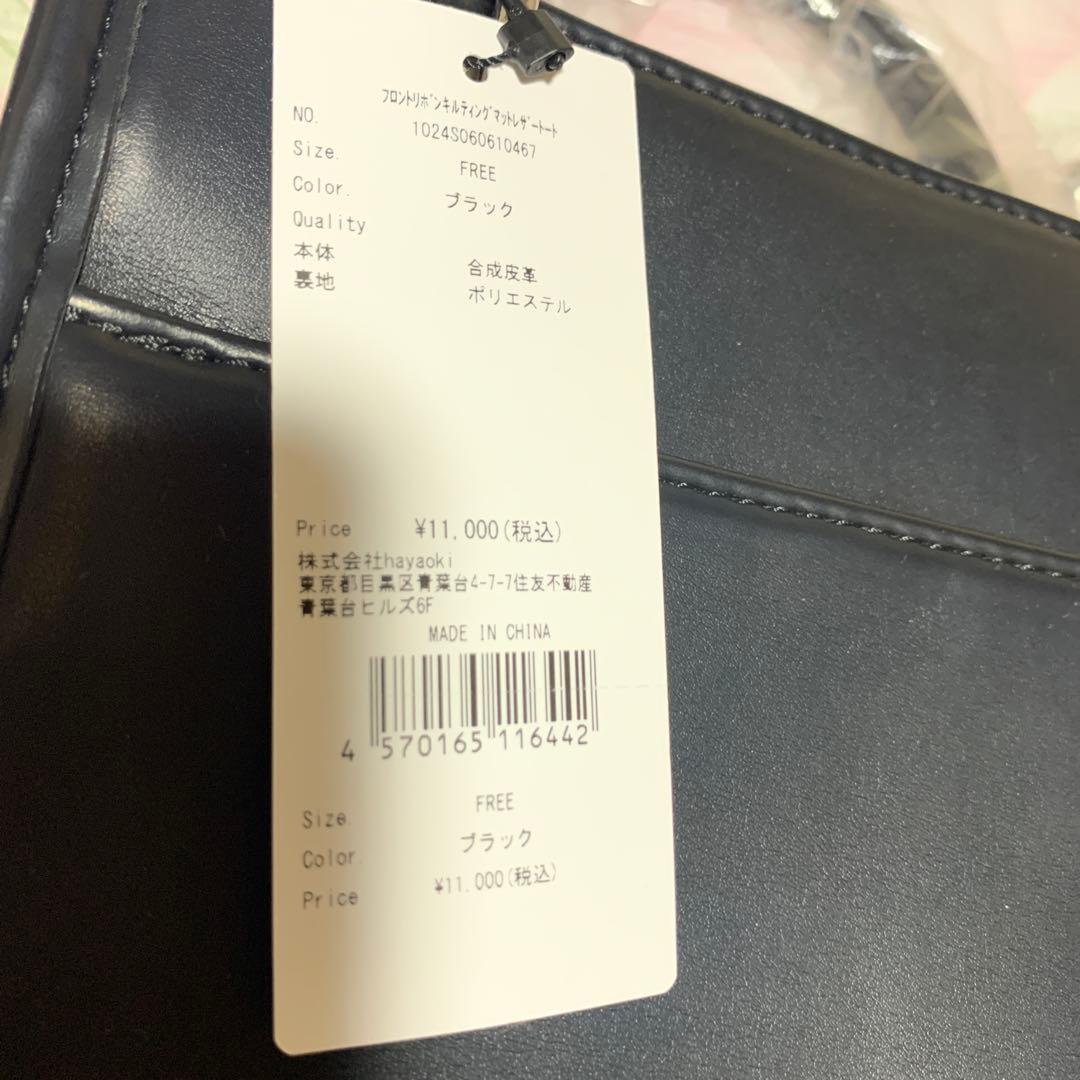 フロントリボンキルティングマットレザートート
NO. 1024S060610467
Size. FREE
Color. ブラック
Quality
本体 合成皮革
裏地 ポリエステル
Price ¥11,000(税込)
株式会社hayaoki
東京都目黒区青葉台4-7-7住友不動産
青葉台ヒルズ6F
MADE IN CHINA
4 570165 116442
Size. FREE
Color. ブラック
Price ¥11,000(税込)